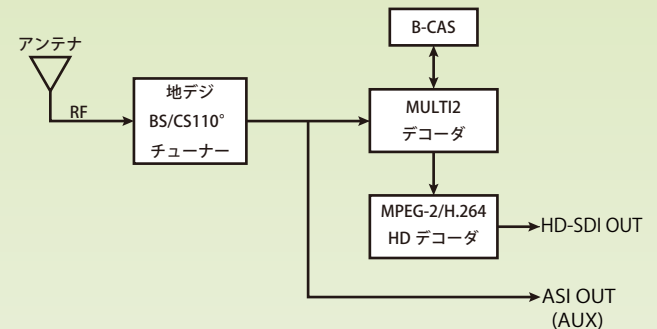 アンテナ
RF
地デジ
BS/CS110°
チューナー
B-CAS
MULTI2
デコーダ
MPEG-2/H.264
HD デコーダ
HD-SDI OUT
ASI OUT
(AUX)